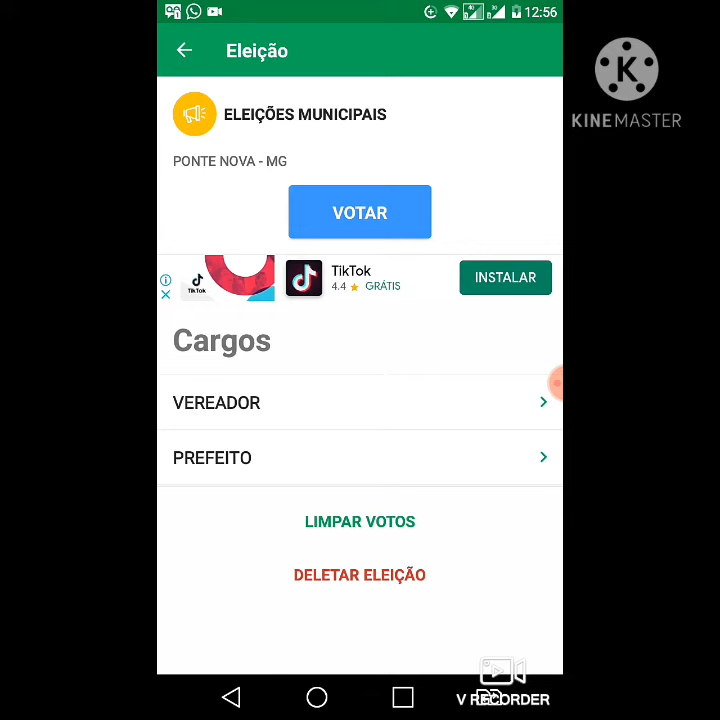 12:56
Eleição
K
KINEMASTER
ELEIÇÕES MUNICIPAIS
PONTE NOVA - MG
VOTAR
TikTok
TikTok
4.4 ★ GRÁTIS
INSTALAR
Cargos
VEREADOR
PREFEITO
LIMPAR VOTOS
DELETAR ELEIÇÃO
V RECORDER